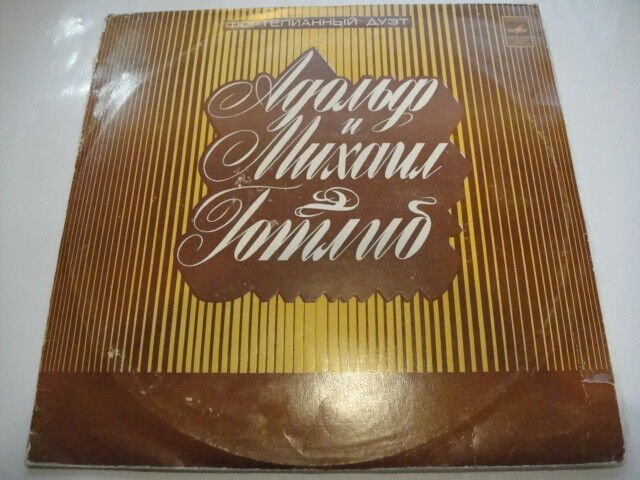 ФОРТЕПИАННЫЙ ДУЭТ
Адольф
и
Михаил
Готлиб